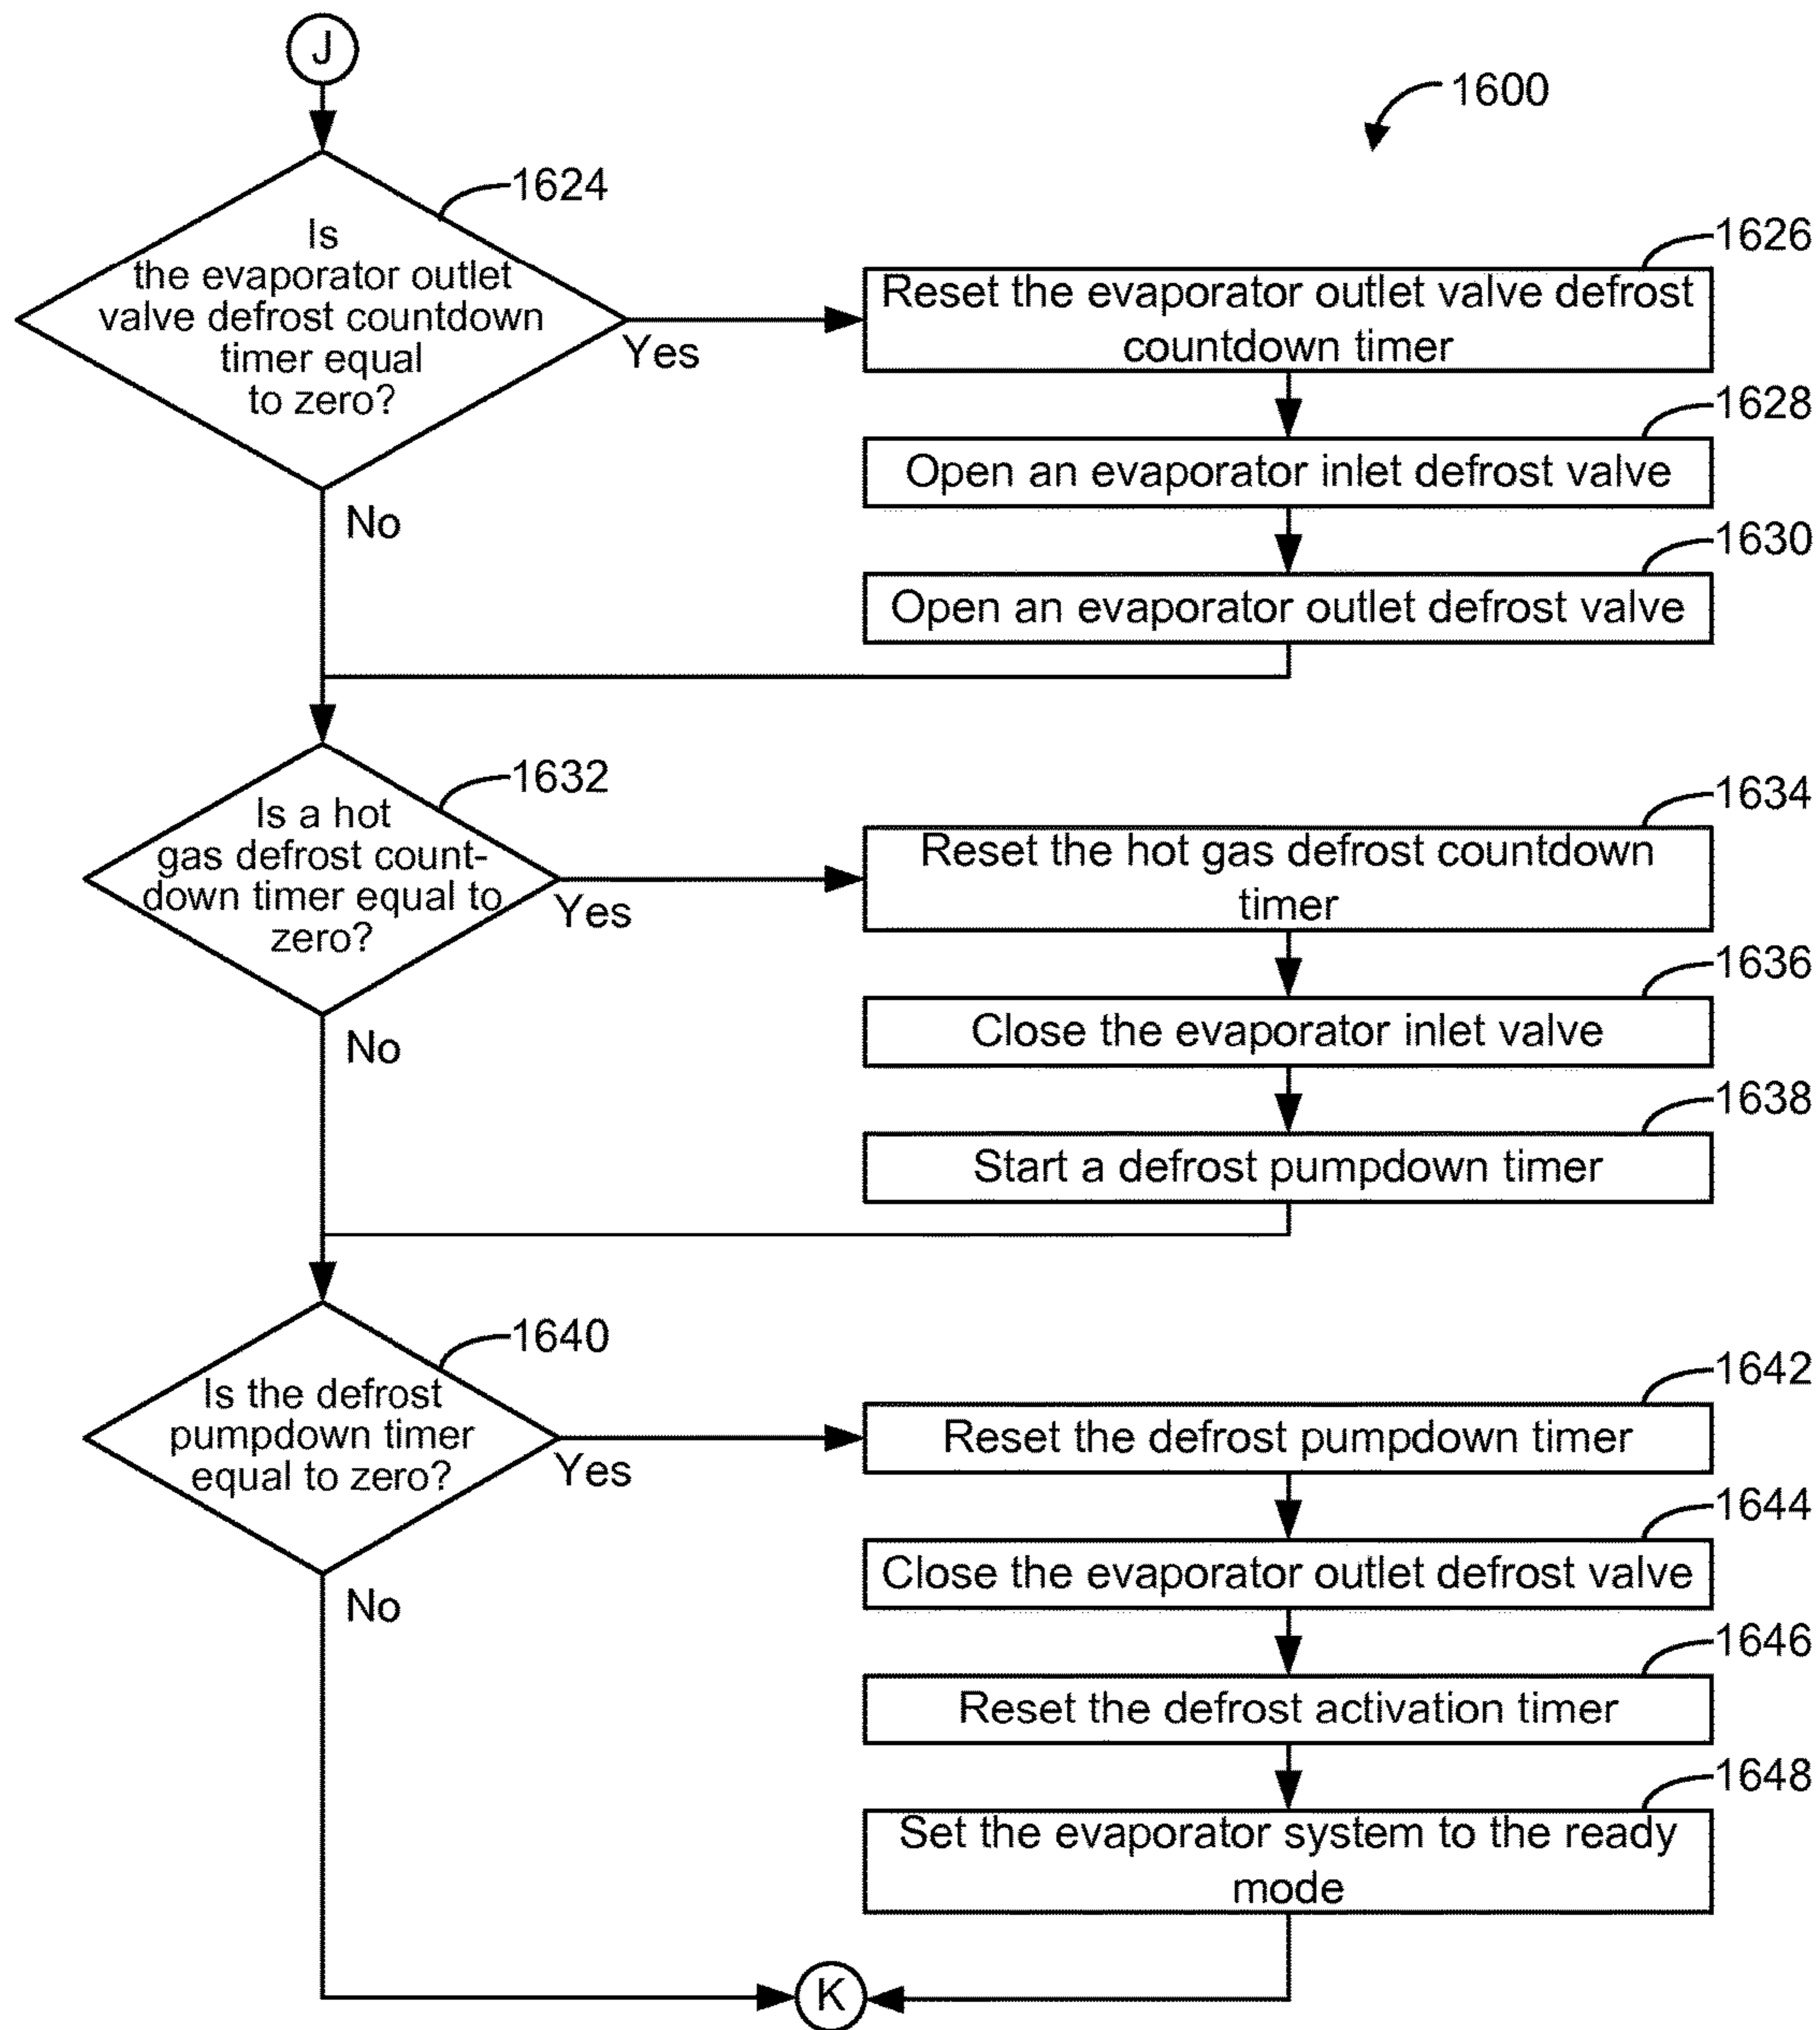 J
1600
1624
Is
the evaporator outlet
valve defrost countdown
timer equal
to zero?
Yes
No
1626
Reset the evaporator outlet valve defrost
countdown timer
1628
Open an evaporator inlet defrost valve
1630
Open an evaporator outlet defrost valve
1632
Is a hot
gas defrost count-
down timer equal to
zero?
Yes
No
1634
Reset the hot gas defrost countdown
timer
1636
Close the evaporator inlet valve
1638
Start a defrost pumpdown timer
1640
Is the defrost
pumpdown timer
equal to zero?
Yes
No
1642
Reset the defrost pumpdown timer
1644
Close the evaporator outlet defrost valve
1646
Reset the defrost activation timer
1648
Set the evaporator system to the ready
mode
K